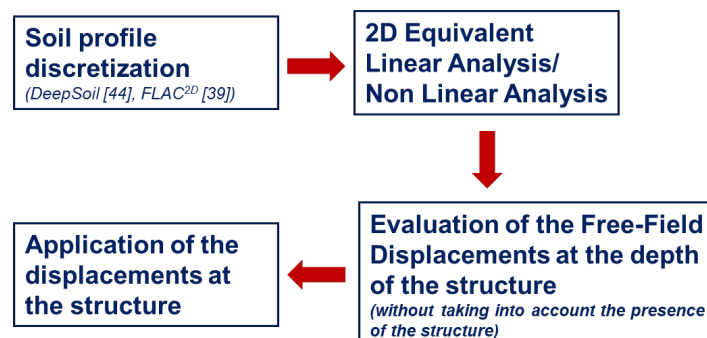 Soil profile
discretization
(DeepSoil [44], FLAC2D [39])
2D Equivalent
Linear Analysis/
Non Linear Analysis
Evaluation of the Free-Field
Displacements at the depth
of the structure
(without taking into account the presence
of the structure)
Application of the
displacements at
the structure